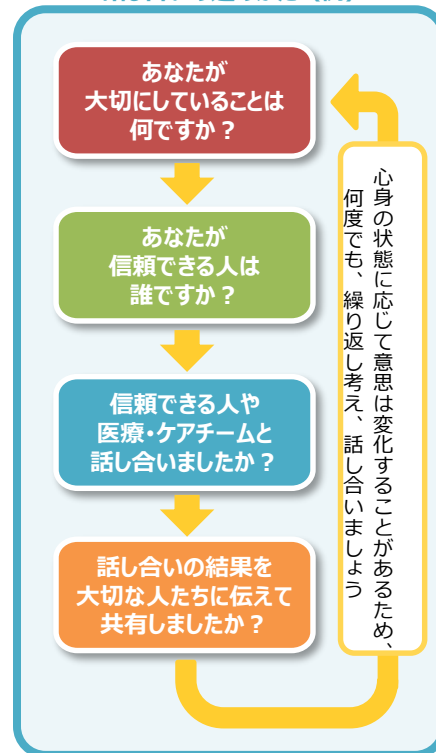 あなたが
大切にしていることは
何ですか？
あなたが
信頼できる人は
誰ですか？
信頼できる人や
医療・ケアチームと
話し合いましたか？
話し合いの結果を
大切な人たちに伝えて
共有しましたか？
心身の状態に応じて意思は変化することがあるため、
何度でも、繰り返し考え、話し合いましょう